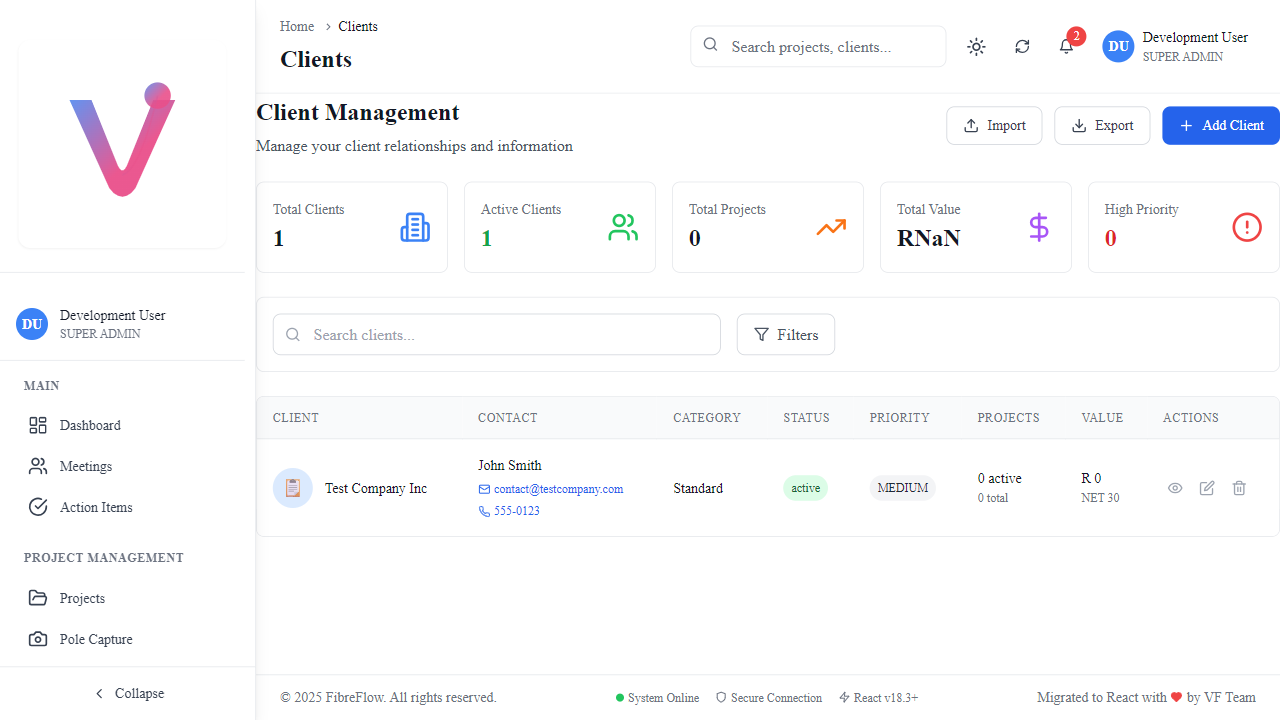 Home > Clients
Clients
Search projects, clients...
2
DU
Development User
SUPER ADMIN
Client Management
Manage your client relationships and information
Import
Export
Add Client
Total Clients
1
Active Clients
1
Total Projects
0
Total Value
RNaN
High Priority
0
DU
Development User
SUPER ADMIN
MAIN
Dashboard
Meetings
Action Items
PROJECT MANAGEMENT
Projects
Pole Capture
Collapse
Search clients...
Filters
CLIENT CONTACT CATEGORY STATUS PRIORITY PROJECTS VALUE ACTIONS
Test Company Inc
John Smith
contact@testcompany.com
555-0123
Standard
active
MEDIUM
0 active
0 total
R 0
NET 30
© 2025 FibreFlow. All rights reserved.
System Online
Secure Connection
React v18.3+
Migrated to React with ❤ by VF Team